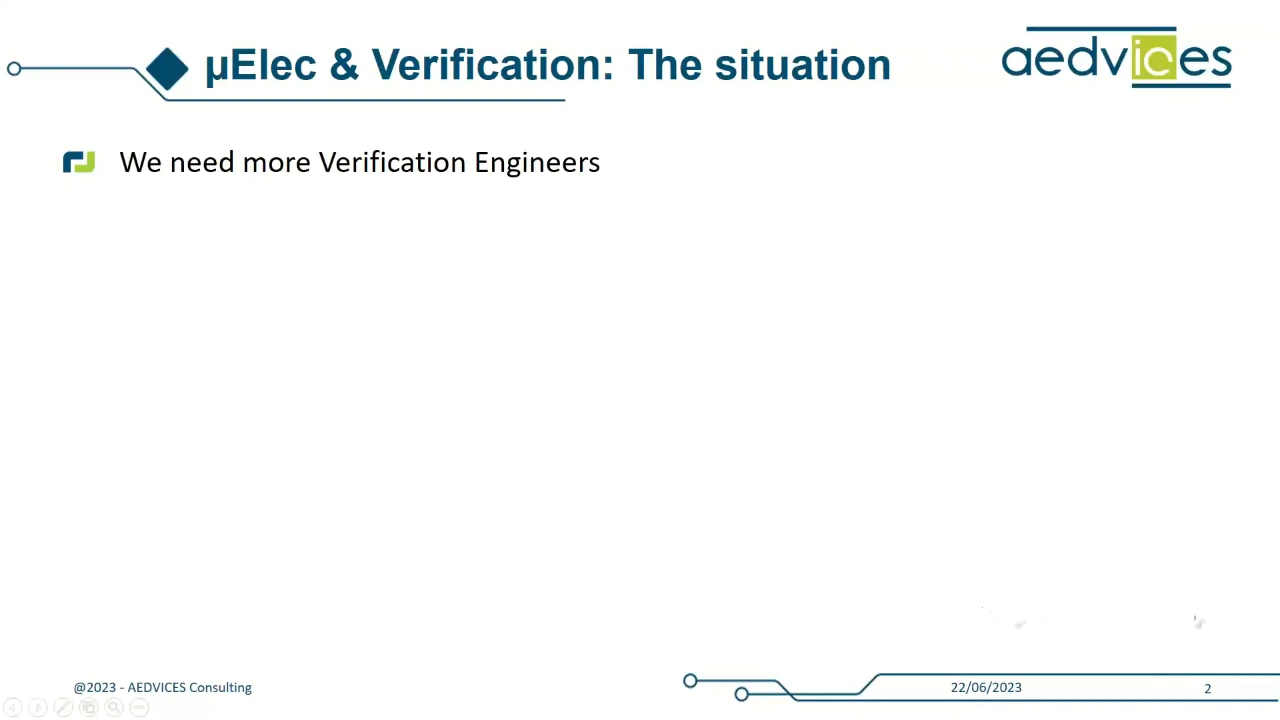 µElec & Verification: The situation
aedvices
We need more Verification Engineers
@2023 - AEDVICES Consulting
22/06/2023
2